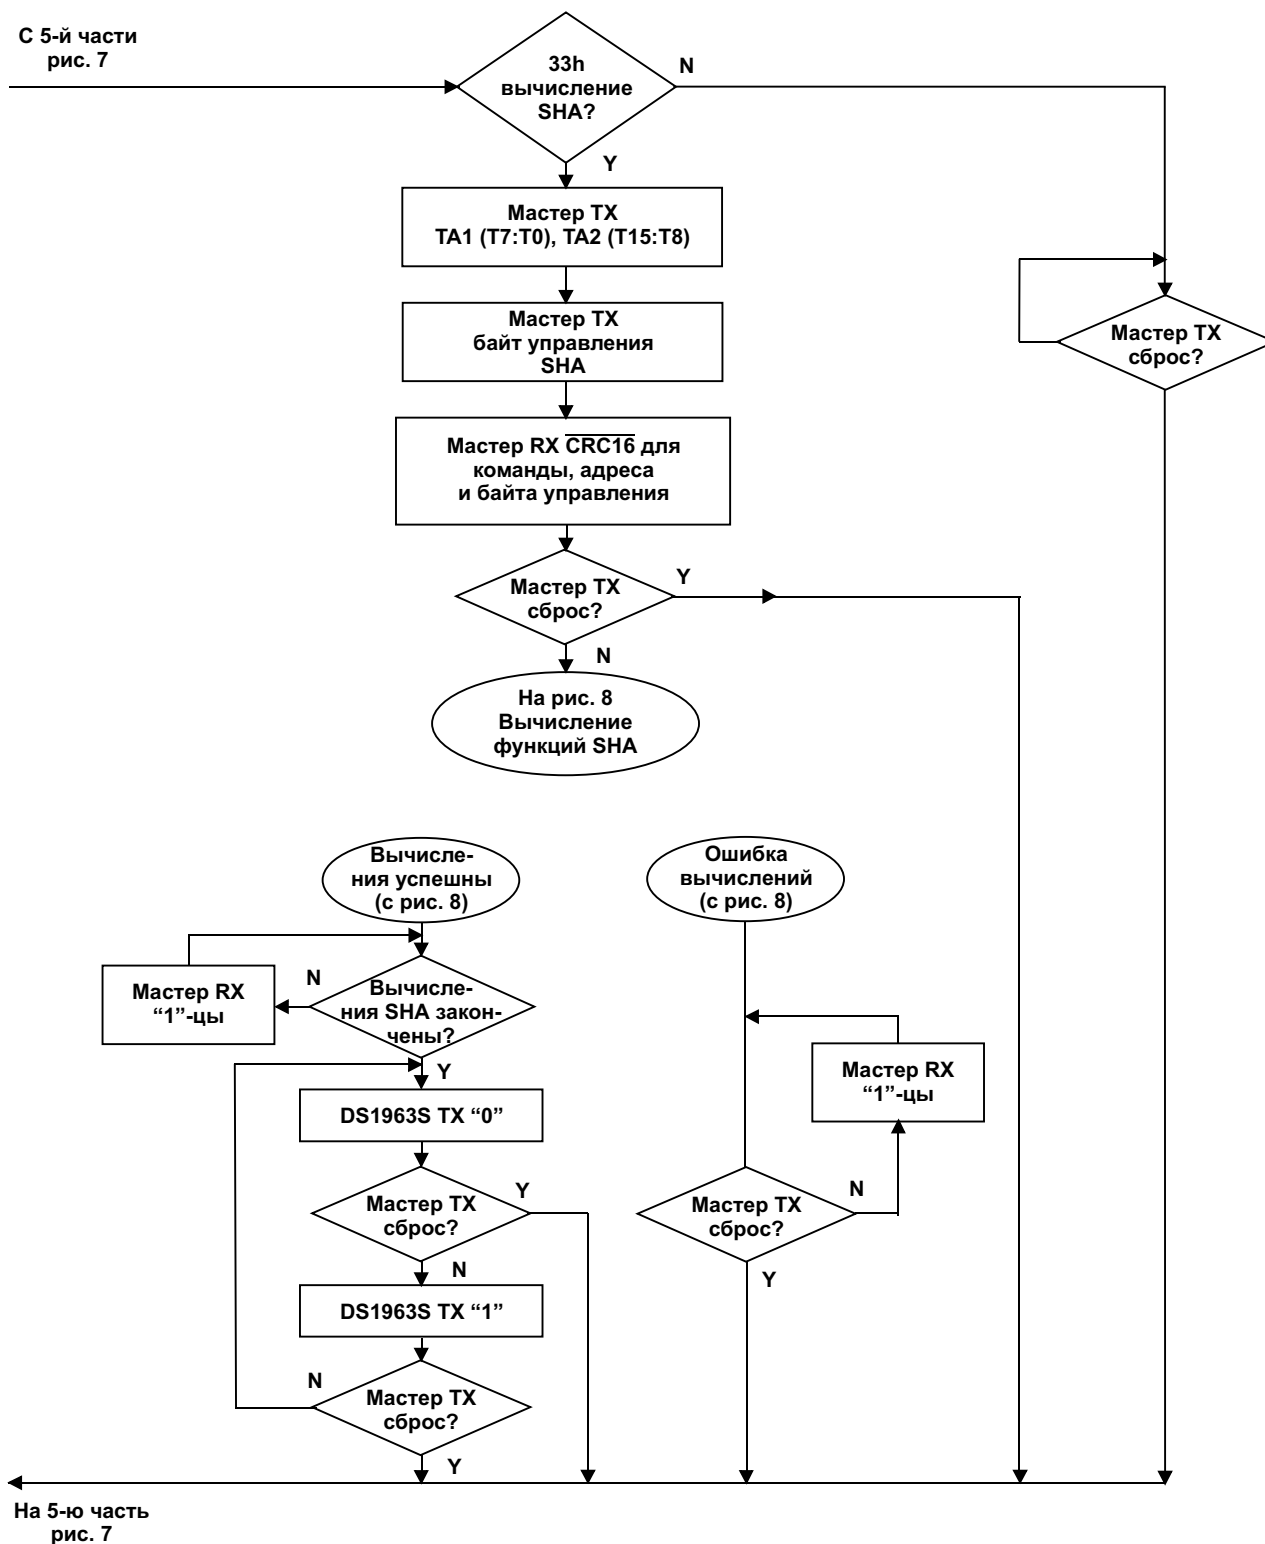 С 5-й части
рис. 7
33h
вычисление
SHA?
N
Y
Мастер TX
TA1 (T7:T0), TA2 (T15:T8)
Мастер TX
байт управления
SHA
Мастер TX
сброс?
Мастер RX C̅R̅C̅1̅6̅ для
команды, адреса
и байта управления
Мастер TX
сброс?
Y
N
На рис. 8
Вычисление
функций SHA
Вычисле-
ния успешны
(с рис. 8)
Ошибка
вычислений
(с рис. 8)
Мастер RX
“1”-цы
N
Вычисле-
ния SHA закон-
чены?
Y
Мастер RX
“1”-цы
DS1963S TX “0”
Мастер TX
сброс?
Y
N
Мастер TX
сброс?
N
Y
DS1963S TX “1”
N
Мастер TX
сброс?
Y
На 5-ю часть
рис. 7